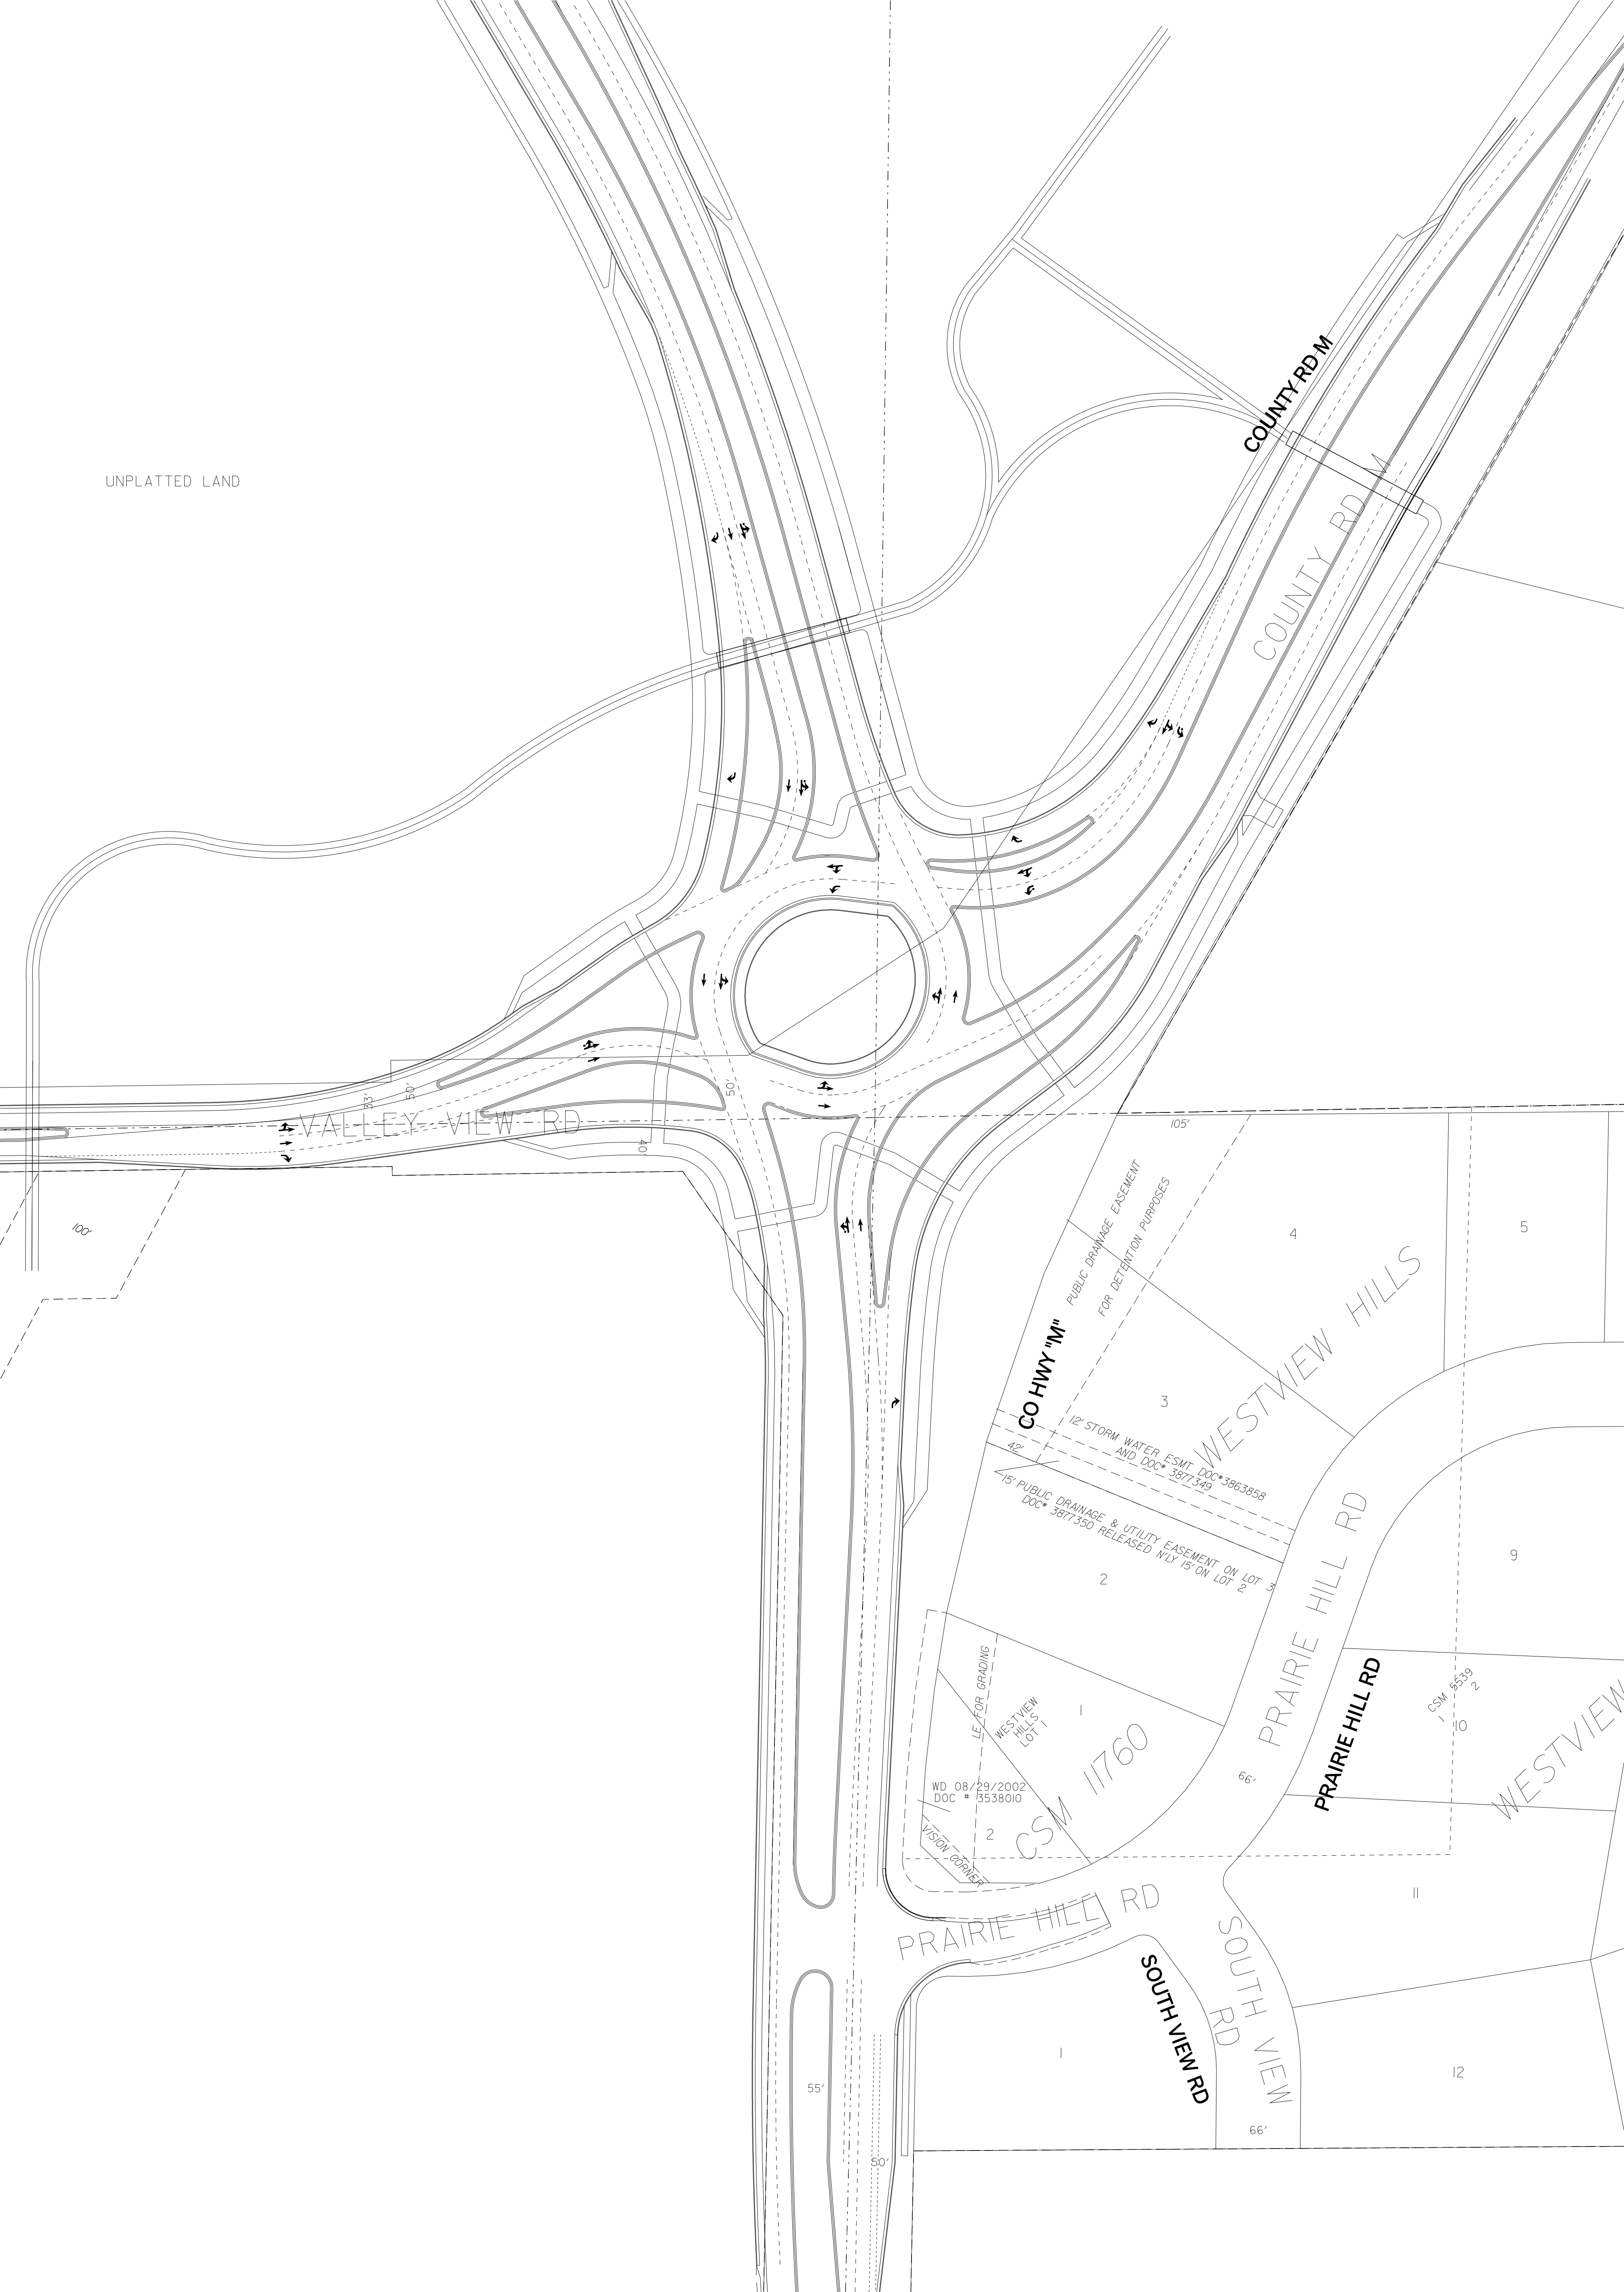 COUNTY RD M
COUNTY RD M
UNPLATTED LAND
VALLEY VIEW RD
33'
50'
50'
40'
100'
105'
PUBLIC DRAINAGE EASEMENT
FOR DETENTION PURPOSES
4
5
WESTVIEW HILLS
CO HWY "M"
3
12' STORM WATER ESMT DOC#3863858
AND DOC# 3877349
42'
15' PUBLIC DRAINAGE & UTILITY EASEMENT ON LOT 3
DOC# 3877350 RELEASED N'LY 15' ON LOT 2
2
9
PRAIRIE HILL RD
PRAIRIE HILL RD
LE FOR GRADING
WESTVIEW
HILLS
LOT 1
1
CSM 5539
1
2
10
WESTVIEW
CSM 11760
66'
WD 08/29/2002
DOC # 3538010
2
VISION CORNER
11
PRAIRIE HILL RD
SOUTH VIEW RD
SOUTH VIEW
RD
1
12
55'
66'
50'